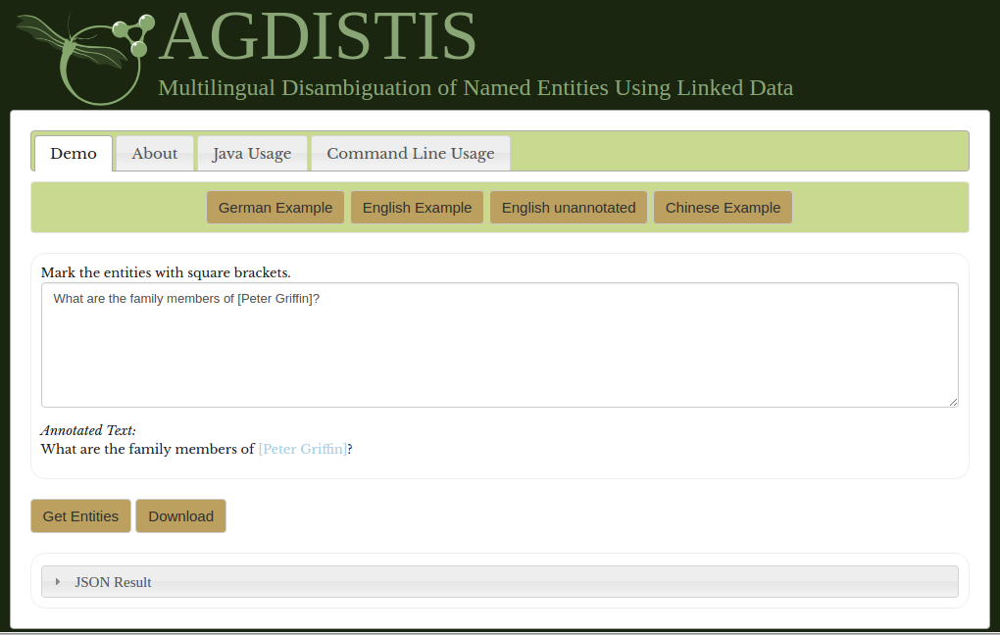 AGDISTIS
Multilingual Disambiguation of Named Entities Using Linked Data
Demo About Java Usage Command Line Usage
German Example English Example English unannotated Chinese Example
Mark the entities with square brackets.
What are the family members of [Peter Griffin]?
Annotated Text:
What are the family members of [Peter Griffin]?
Get Entities Download
JSON Result